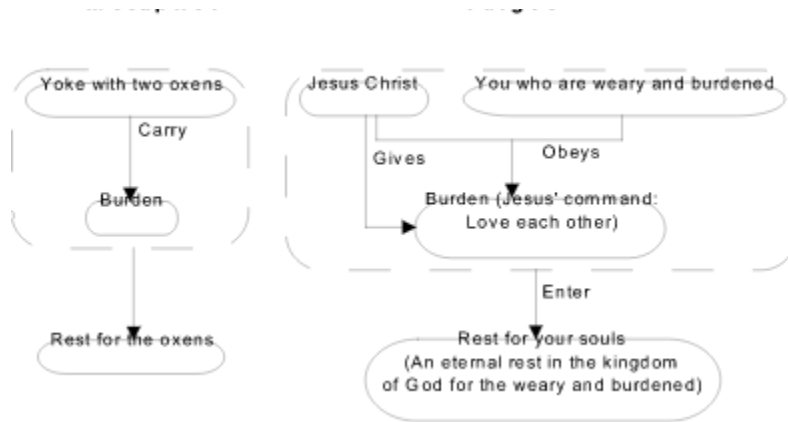 Yoke with two oxens
Carry
Burden
Rest for the oxens
Jesus Christ
You who are weary and burdened
Gives
Obeys
Burden (Jesus' command:
Love each other)
Enter
Rest for your souls
(An eternal rest in the kingdom
of God for the weary and burdened)